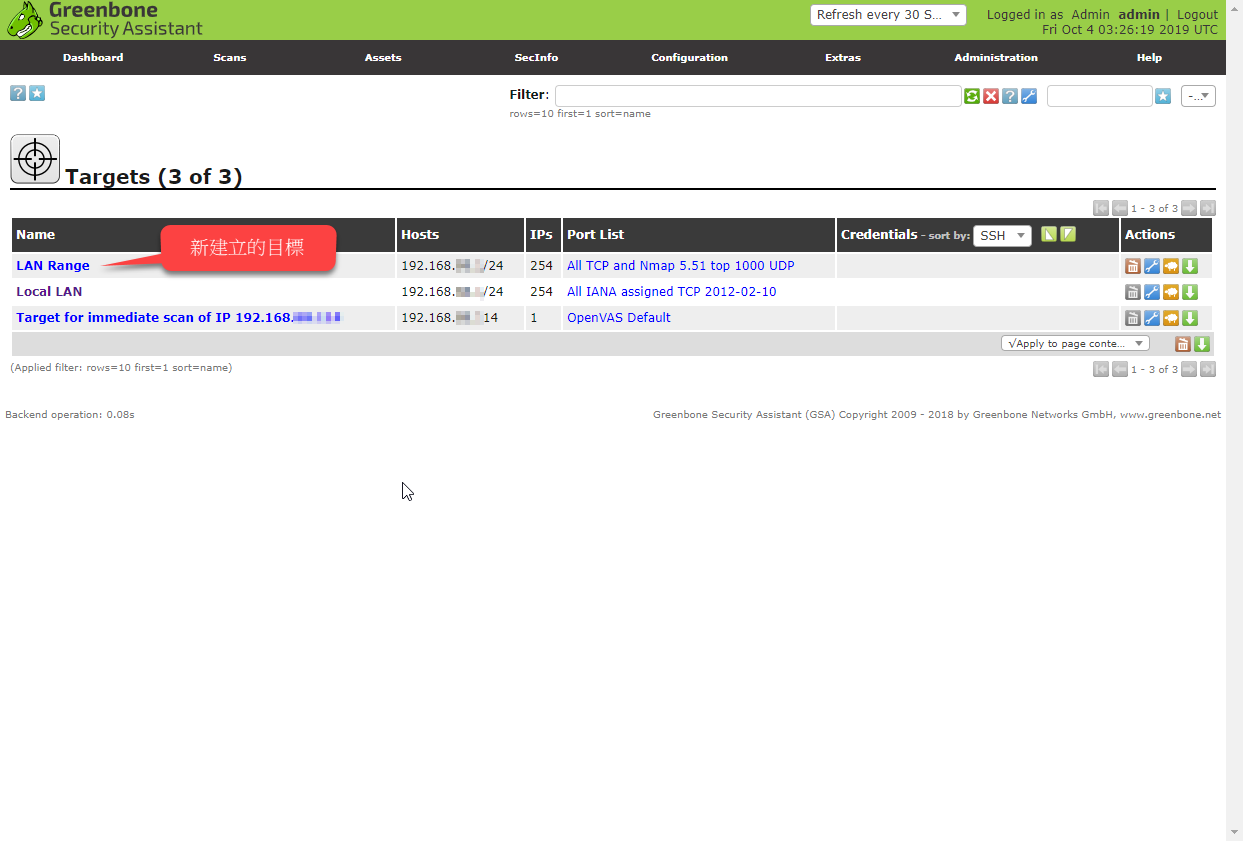 Greenbone
Security Assistant
Refresh every 30 S...
Logged in as Admin admin | Logout
Fri Oct 4 03:26:19 2019 UTC
Dashboard Scans Assets SecInfo Configuration Extras Administration Help
Filter:
-...
rows=10 first=1 sort=name
Targets (3 of 3)
1 - 3 of 3
Name Hosts IPs Port List Credentials - sort by: SSH Actions
新建立的目標
LAN Range 192.168. /24 254 All TCP and Nmap 5.51 top 1000 UDP
Local LAN 192.168. /24 254 All IANA assigned TCP 2012-02-10
Target for immediate scan of IP 192.168. 192.168. 14 1 OpenVAS Default
√Apply to page conte...
(Applied filter: rows=10 first=1 sort=name)
1 - 3 of 3
Backend operation: 0.08s
Greenbone Security Assistant (GSA) Copyright 2009 - 2018 by Greenbone Networks GmbH, www.greenbone.net